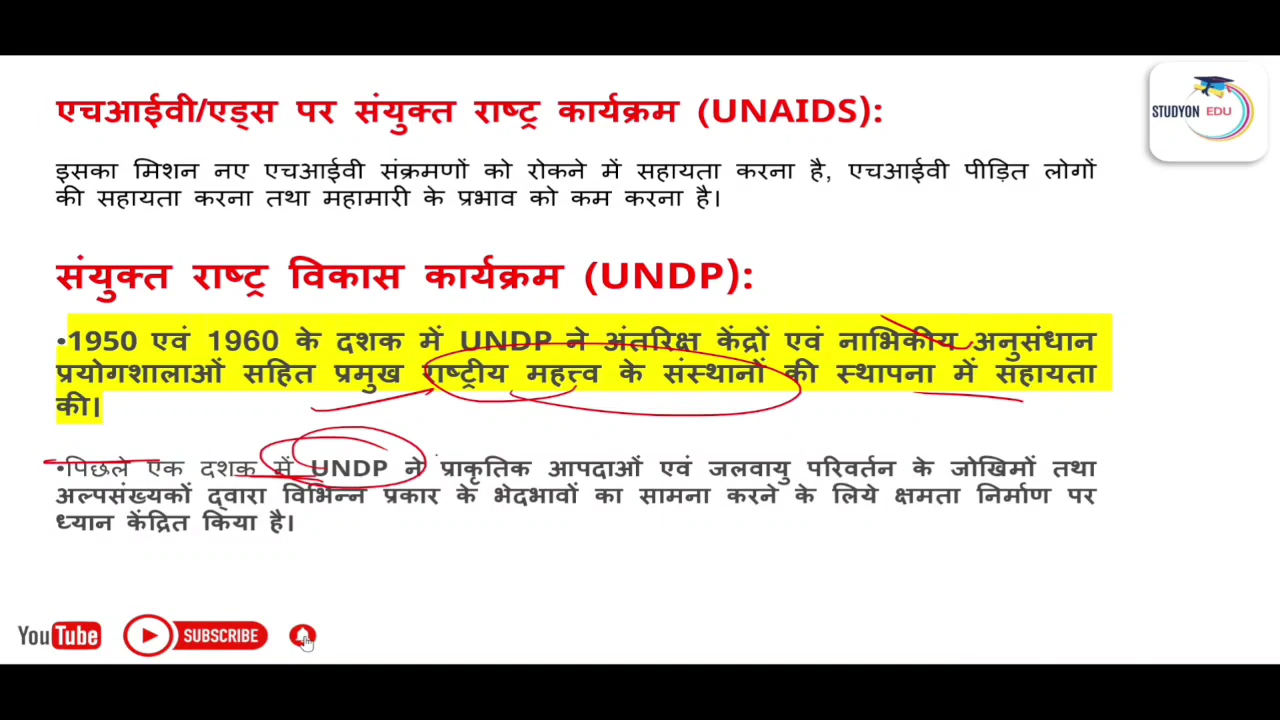 एचआईवी/एड्स पर संयुक्त राष्ट्र कार्यक्रम (UNAIDS):
STUDYON EDU
इसका मिशन नए एचआईवी संक्रमणों को रोकने में सहायता करना है, एचआईवी पीड़ित लोगों
की सहायता करना तथा महामारी के प्रभाव को कम करना है।
संयुक्त राष्ट्र विकास कार्यक्रम (UNDP):
•1950 एवं 1960 के दशक में UNDP ने अंतरिक्ष केंद्रों एवं नाभिकीय अनुसंधान
प्रयोगशालाओं सहित प्रमुख राष्ट्रीय महत्त्व के संस्थानों की स्थापना में सहायता
की।
•पिछले एक दशक में UNDP ने प्राकृतिक आपदाओं एवं जलवायु परिवर्तन के जोखिमों तथा
अल्पसंख्यकों द्वारा विभिन्न प्रकार के भेदभावों का सामना करने के लिये क्षमता निर्माण पर
ध्यान केंद्रित किया है।
YouTube SUBSCRIBE